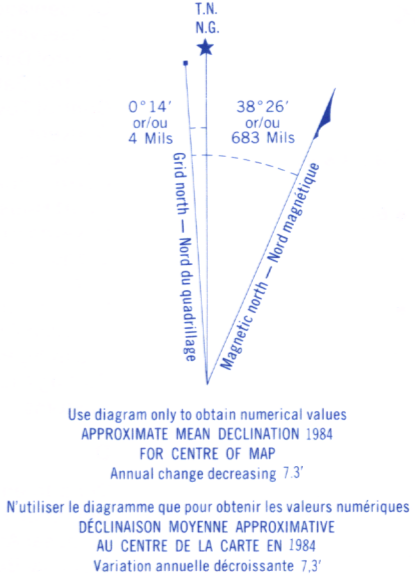 T.N.
N.G.
0°14′
or/ou
4 Mils
38°26′
or/ou
683 Mils
Grid north — Nord du quadrillage
Magnetic north — Nord magnétique
Use diagram only to obtain numerical values
APPROXIMATE MEAN DECLINATION 1984
FOR CENTRE OF MAP
Annual change decreasing 7.3′
N'utiliser le diagramme que pour obtenir les valeurs numériques
DÉCLINAISON MOYENNE APPROXIMATIVE
AU CENTRE DE LA CARTE EN 1984
Variation annuelle décroissante 7,3′